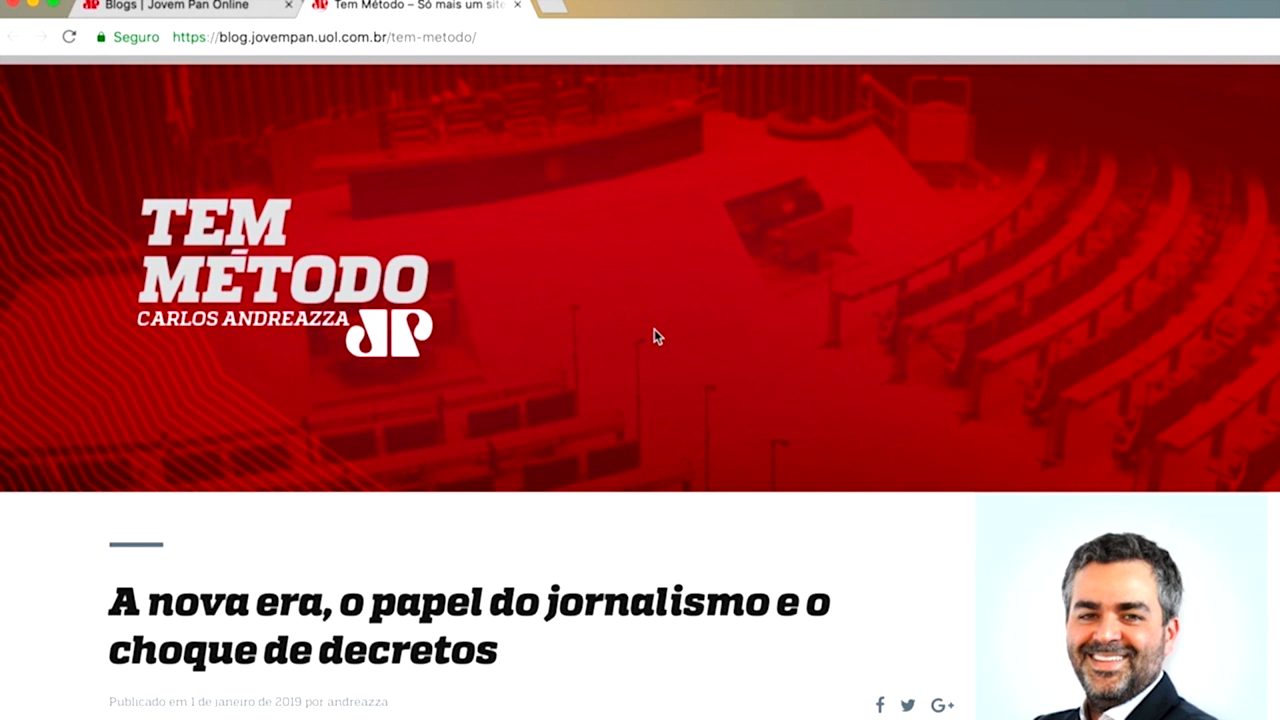 Blogs | Jovem Pan Online
Tem Método – Só mais um site
Seguro https://blog.jovempan.uol.com.br/tem-metodo/
TEM
MÉTODO
CARLOS ANDREAZZA
JP
A nova era, o papel do jornalismo e o
choque de decretos
Publicado em 1 de janeiro de 2019 por andreazza
G+